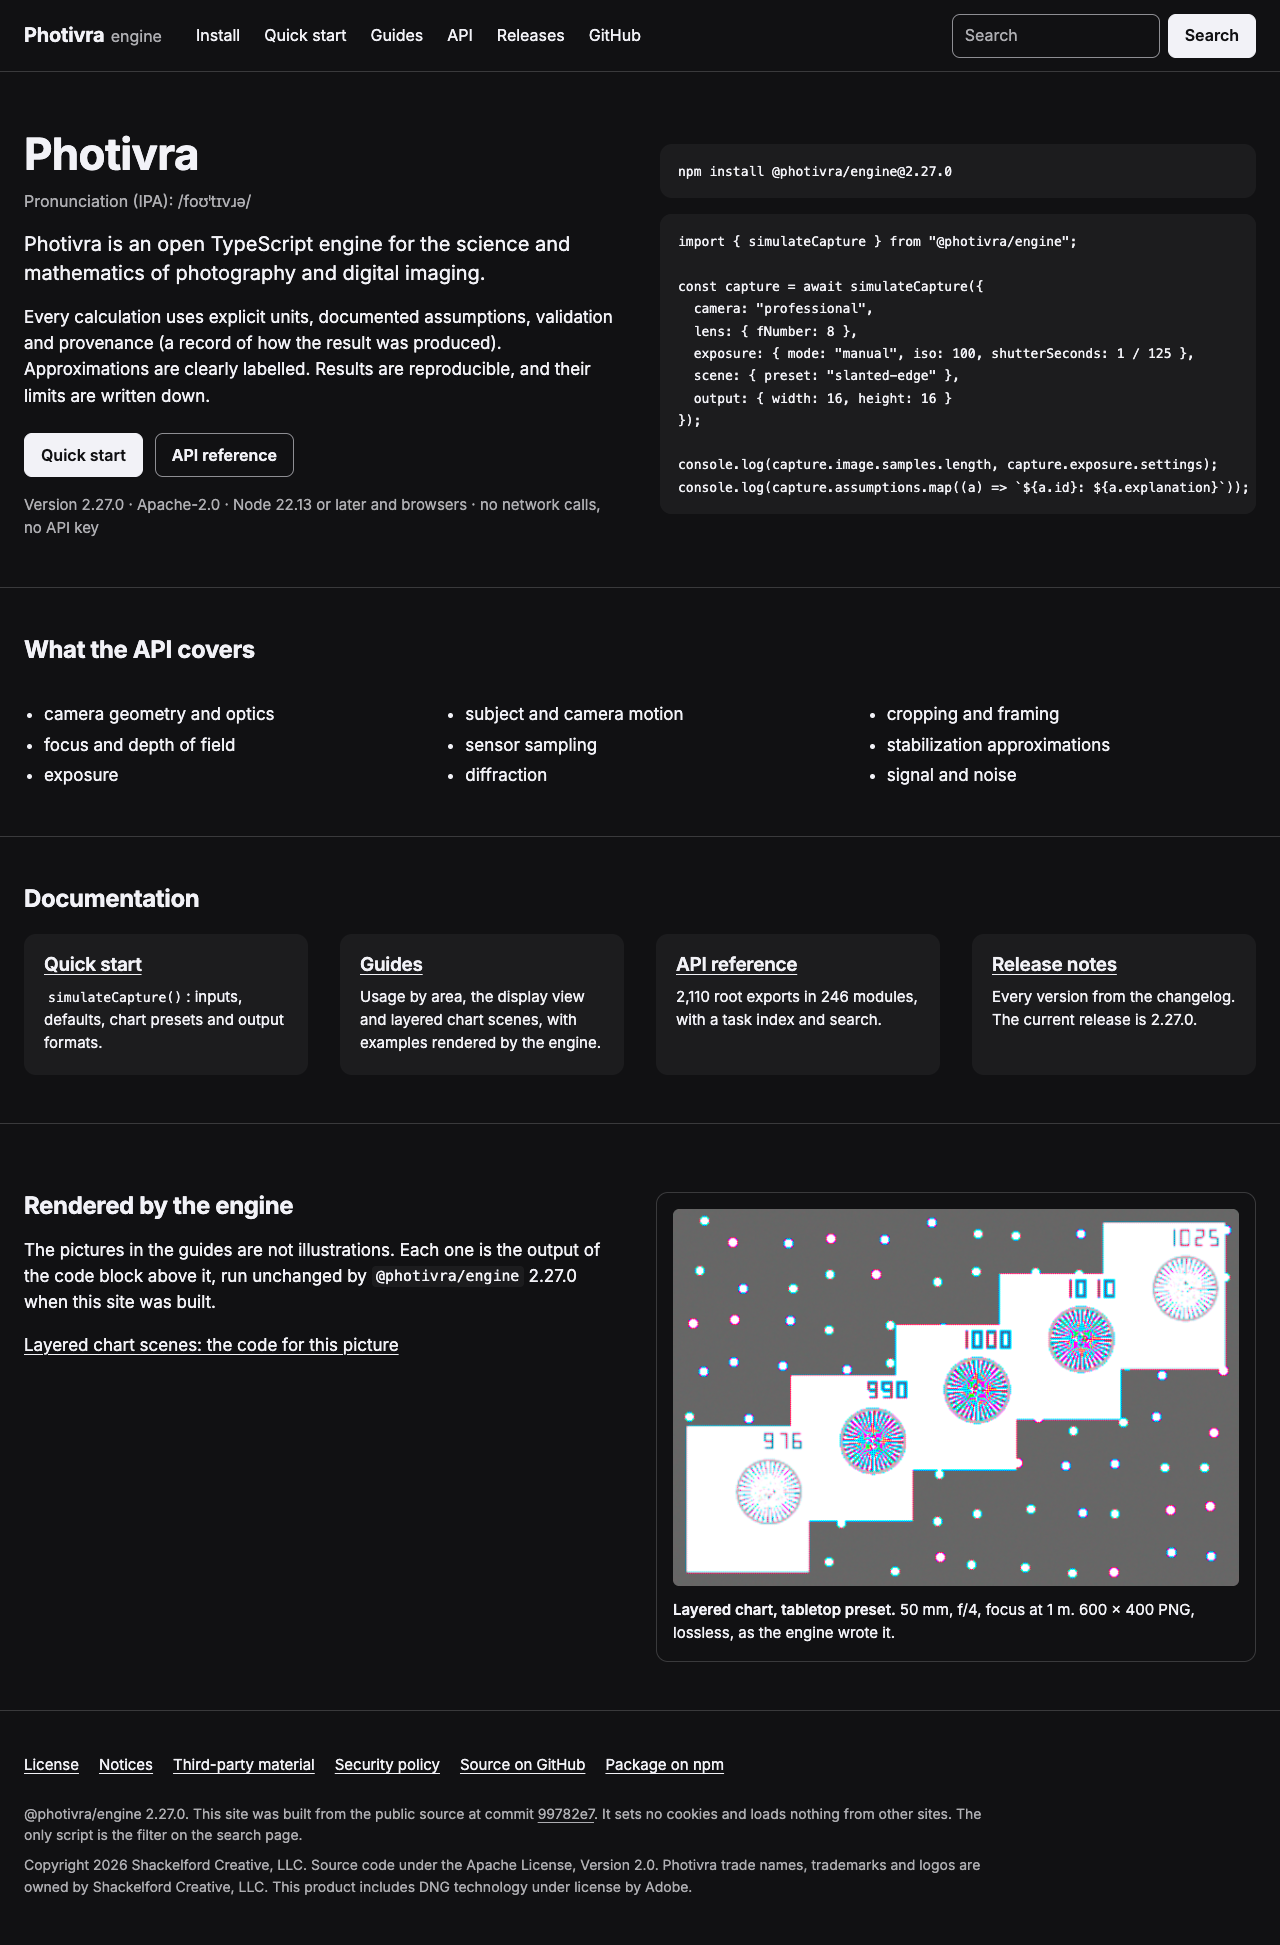 Photivra engine
Install
Quick start
Guides
API
Releases
GitHub
Search
Search
Photivra
Pronunciation (IPA): /foʊˈtɪvɹə/
Photivra is an open TypeScript engine for the science and
mathematics of photography and digital imaging.
Every calculation uses explicit units, documented assumptions, validation
and provenance (a record of how the result was produced).
Approximations are clearly labelled. Results are reproducible, and their
limits are written down.
Quick start
API reference
Version 2.27.0 · Apache-2.0 · Node 22.13 or later and browsers · no network calls,
no API key
npm install @photivra/engine@2.27.0
import { simulateCapture } from "@photivra/engine";
const capture = await simulateCapture({
  camera: "professional",
  lens: { fNumber: 8 },
  exposure: { mode: "manual", iso: 100, shutterSeconds: 1 / 125 },
  scene: { preset: "slanted-edge" },
  output: { width: 16, height: 16 }
});
console.log(capture.image.samples.length, capture.exposure.settings);
console.log(capture.assumptions.map((a) => `${a.id}: ${a.explanation}`));
What the API covers
• camera geometry and optics
• focus and depth of field
• exposure
• subject and camera motion
• sensor sampling
• diffraction
• cropping and framing
• stabilization approximations
• signal and noise
Documentation
Quick start
simulateCapture() : inputs,
defaults, chart presets and output
formats.
Guides
Usage by area, the display view
and layered chart scenes, with
examples rendered by the engine.
API reference
2,110 root exports in 246 modules,
with a task index and search.
Release notes
Every version from the changelog.
The current release is 2.27.0.
Rendered by the engine
The pictures in the guides are not illustrations. Each one is the output of
the code block above it, run unchanged by @photivra/engine 2.27.0
when this site was built.
Layered chart scenes: the code for this picture
1025
1010
1000
990
976
Layered chart, tabletop preset. 50 mm, f/4, focus at 1 m. 600 × 400 PNG,
lossless, as the engine wrote it.
License
Notices
Third-party material
Security policy
Source on GitHub
Package on npm
@photivra/engine 2.27.0. This site was built from the public source at commit 99782e7. It sets no cookies and loads nothing from other sites. The
only script is the filter on the search page.
Copyright 2026 Shackelford Creative, LLC. Source code under the Apache License, Version 2.0. Photivra trade names, trademarks and logos are
owned by Shackelford Creative, LLC. This product includes DNG technology under license by Adobe.